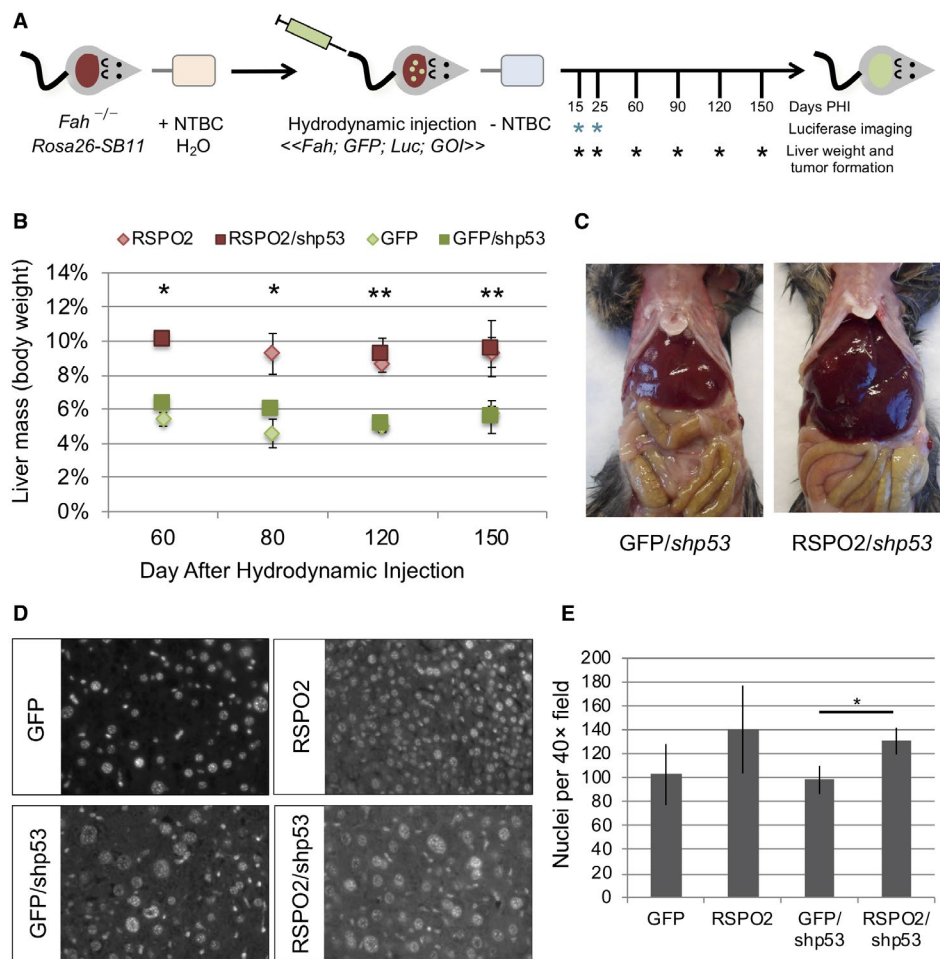 A
Fah −/−
Rosa26-SB11
+ NTBC
H2O
Hydrodynamic injection
<<Fah; GFP; Luc; GOI>>
- NTBC
15 25 60 90 120 150 Days PHI
* * Luciferase imaging
* * * * * * Liver weight and
tumor formation
B
RSPO2 RSPO2/shp53 GFP GFP/shp53
Liver mass (body weight)
14%
12%
10%
8%
6%
4%
2%
0%
* * ** **
60 80 120 150
Day After Hydrodynamic Injection
C
GFP/shp53 RSPO2/shp53
D
GFP
RSPO2
GFP/shp53
RSPO2/shp53
E
Nuclei per 40× field
200
180
160
140
120
100
80
60
40
20
0
*
GFP RSPO2 GFP/ RSPO2/
shp53 shp53